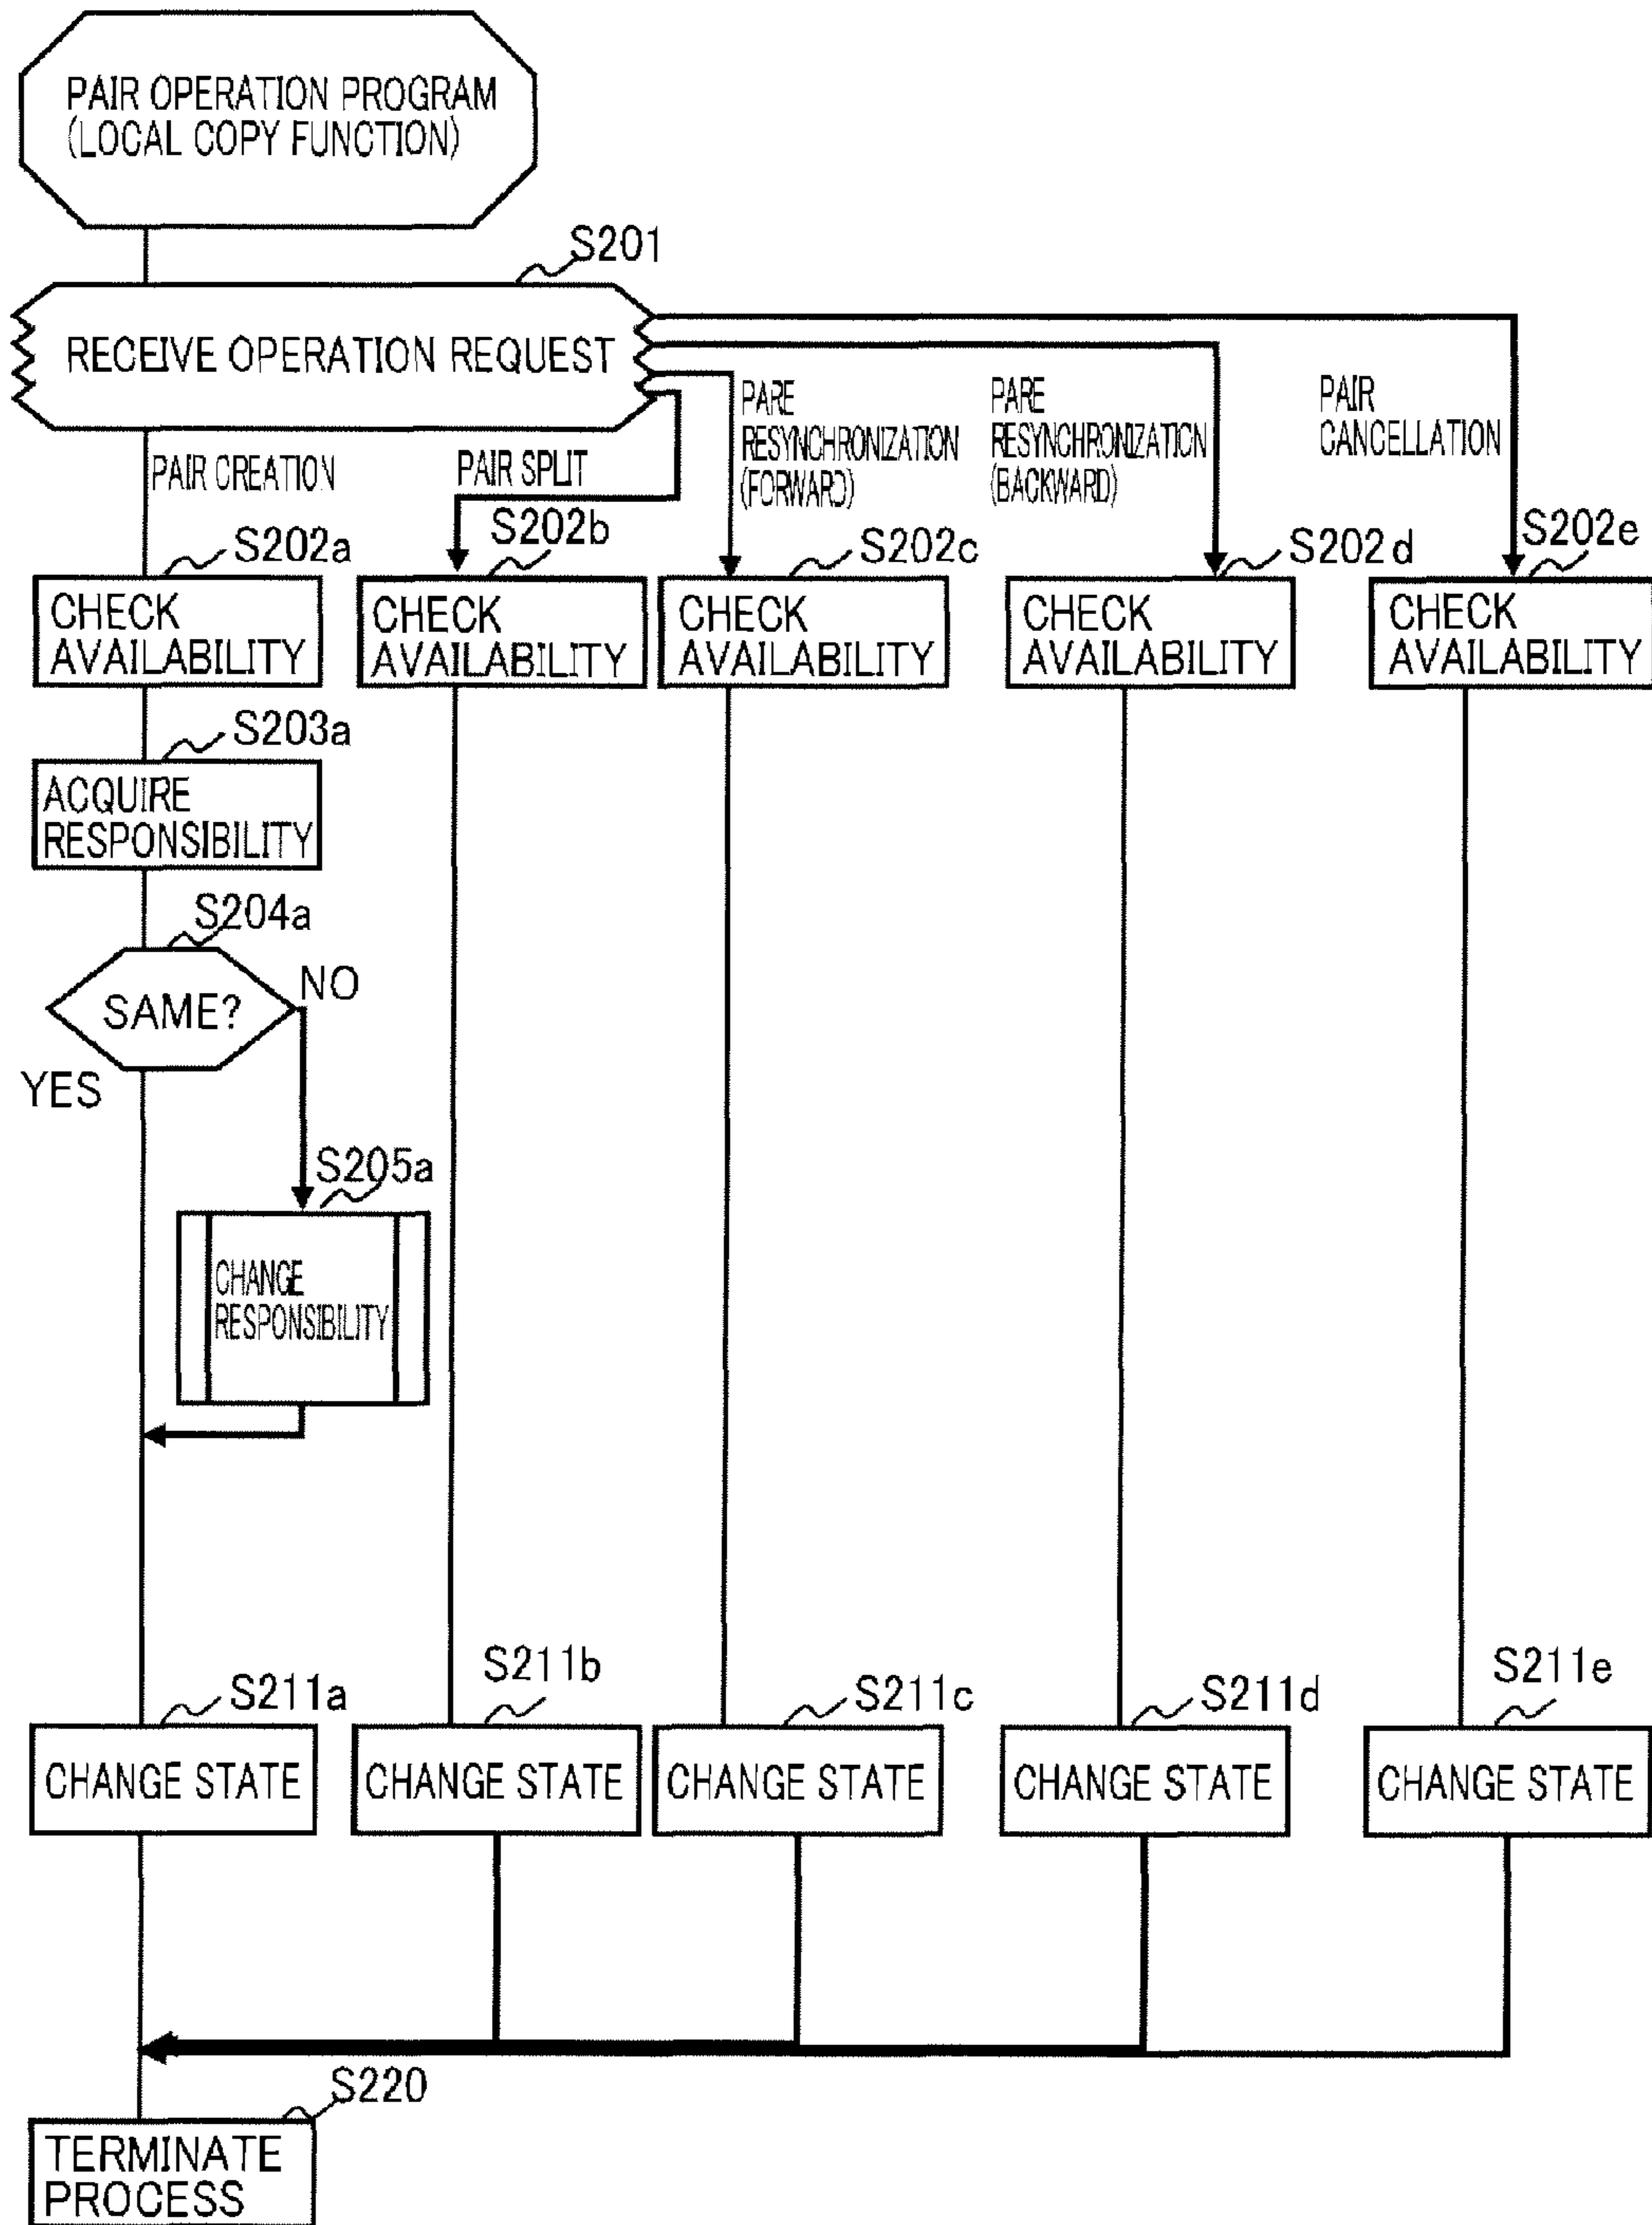 PAIR OPERATION PROGRAM
(LOCAL COPY FUNCTION)
S201
RECEIVE OPERATION REQUEST
PAIR CREATION
PAIR SPLIT
PARE
RESYNCHRONIZATION
(FORWARD)
PARE
RESYNCHRONIZATION
(BACKWARD)
PAIR
CANCELLATION
S202a
S202b
S202c
S202d
S202e
CHECK
AVAILABILITY
CHECK
AVAILABILITY
CHECK
AVAILABILITY
CHECK
AVAILABILITY
CHECK
AVAILABILITY
S203a
ACQUIRE
RESPONSIBILITY
S204a
SAME?
NO
YES
S205a
CHANGE
RESPONSIBILITY
S211a
S211b
S211c
S211d
S211e
CHANGE STATE
CHANGE STATE
CHANGE STATE
CHANGE STATE
CHANGE STATE
S220
TERMINATE
PROCESS